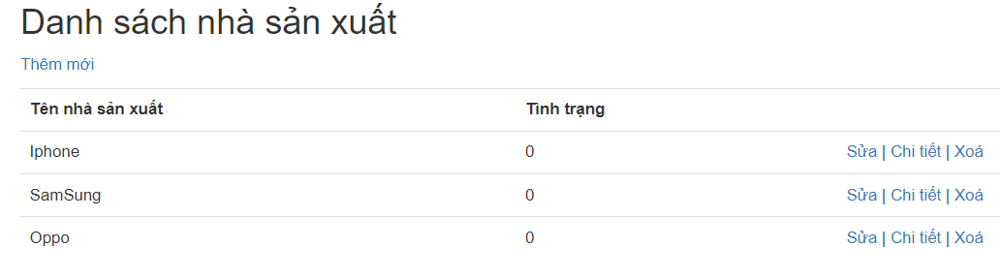 Danh sách nhà sản xuất
Thêm mới
Tên nhà sản xuất Tình trạng
Iphone 0 Sửa | Chi tiết | Xoá
SamSung 0 Sửa | Chi tiết | Xoá
Oppo 0 Sửa | Chi tiết | Xoá